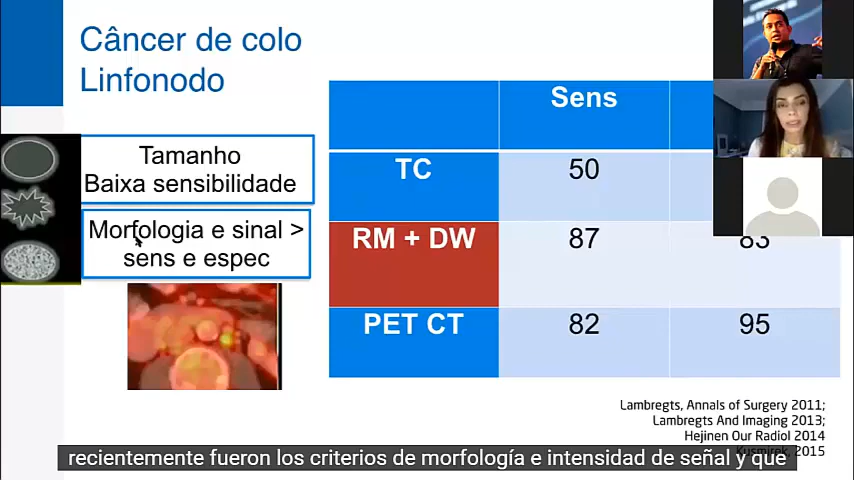 Câncer de colo
Linfonodo
Tamanho
Baixa sensibilidade
Morfologia e sinal >
sens e espec
Sens
TC 50
RM + DW 87 83
PET CT 82 95
Lambregts, Annals of Surgery 2011;
Lambregts And Imaging 2013;
Hejinen Our Radiol 2014
2015
recientemente fueron los criterios de morfología e intensidad de señal y que